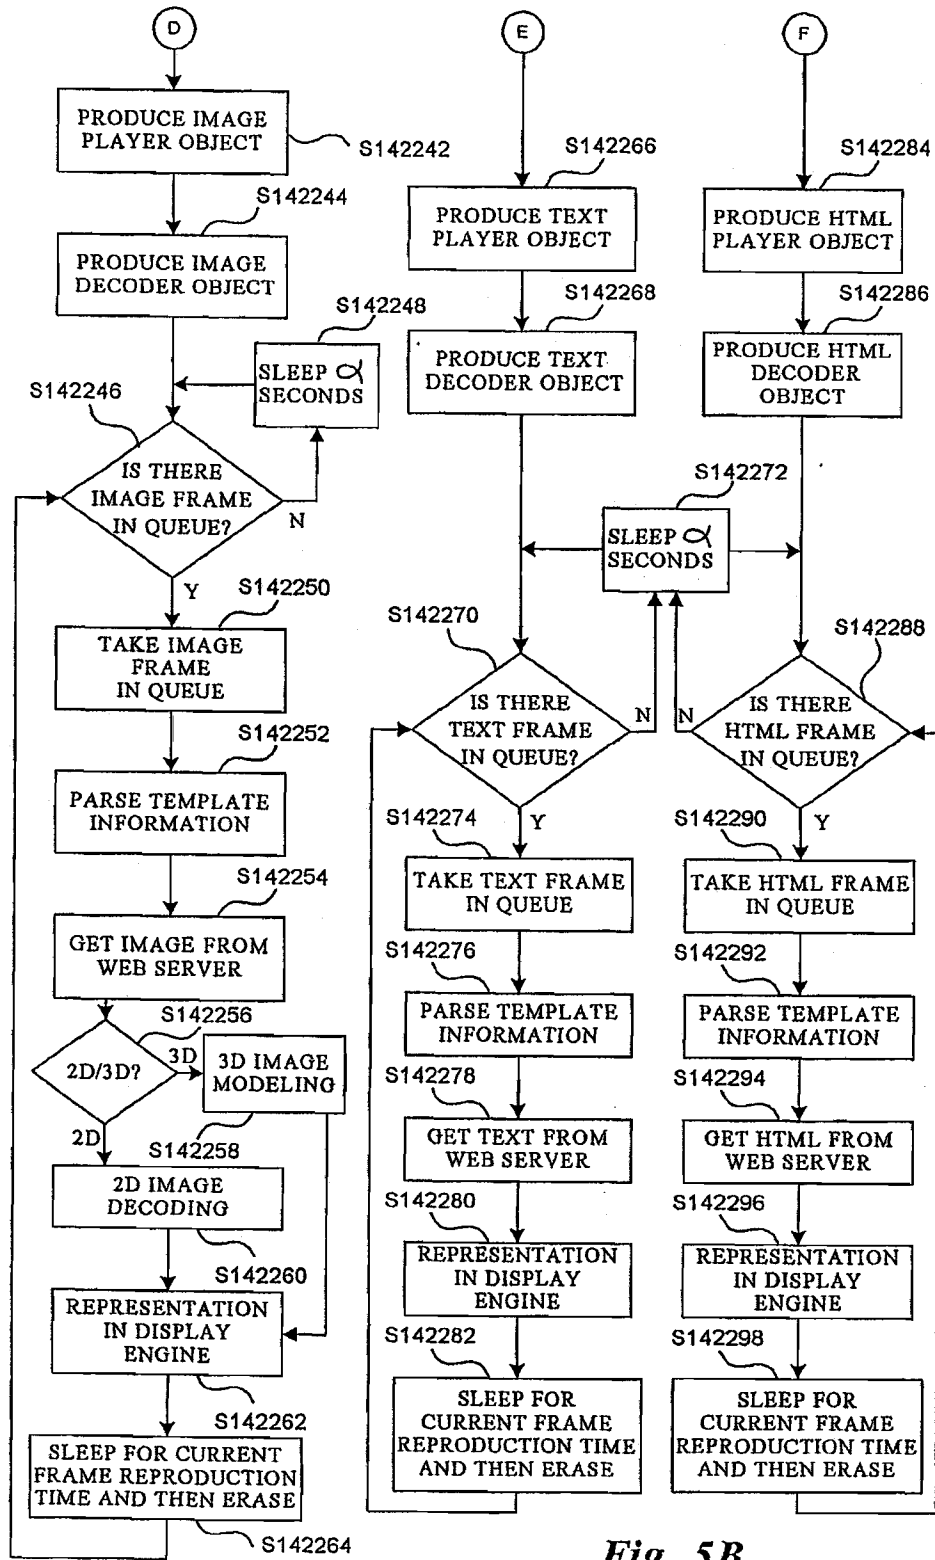 D
PRODUCE IMAGE
PLAYER OBJECT
S142242
S142244
PRODUCE IMAGE
DECODER OBJECT
S142248
SLEEP α
SECONDS
S142246
IS THERE
IMAGE FRAME
IN QUEUE?
N
Y
S142250
TAKE IMAGE
FRAME
IN QUEUE
S142252
PARSE TEMPLATE
INFORMATION
S142254
GET IMAGE FROM
WEB SERVER
S142256
2D/3D?
3D
3D IMAGE
MODELING
S142258
2D
2D IMAGE
DECODING
S142260
REPRESENTATION
IN DISPLAY
ENGINE
S142262
SLEEP FOR CURRENT
FRAME REPRODUCTION
TIME AND THEN ERASE
S142264
E
S142266
PRODUCE TEXT
PLAYER OBJECT
S142268
PRODUCE TEXT
DECODER OBJECT
S142272
SLEEP α
SECONDS
S142270
IS THERE
TEXT FRAME
IN QUEUE?
N
Y
S142274
TAKE TEXT FRAME
IN QUEUE
S142276
PARSE TEMPLATE
INFORMATION
S142278
GET TEXT FROM
WEB SERVER
S142280
REPRESENTATION
IN DISPLAY
ENGINE
S142282
SLEEP FOR
CURRENT FRAME
REPRODUCTION TIME
AND THEN ERASE
F
S142284
PRODUCE HTML
PLAYER OBJECT
S142286
PRODUCE HTML
DECODER
OBJECT
S142288
IS THERE
HTML FRAME
IN QUEUE?
N
Y
S142290
TAKE HTML FRAME
IN QUEUE
S142292
PARSE TEMPLATE
INFORMATION
S142294
GET HTML FROM
WEB SERVER
S142296
REPRESENTATION
IN DISPLAY
ENGINE
S142298
SLEEP FOR
CURRENT FRAME
REPRODUCTION TIME
AND THEN ERASE
Fig. 5B